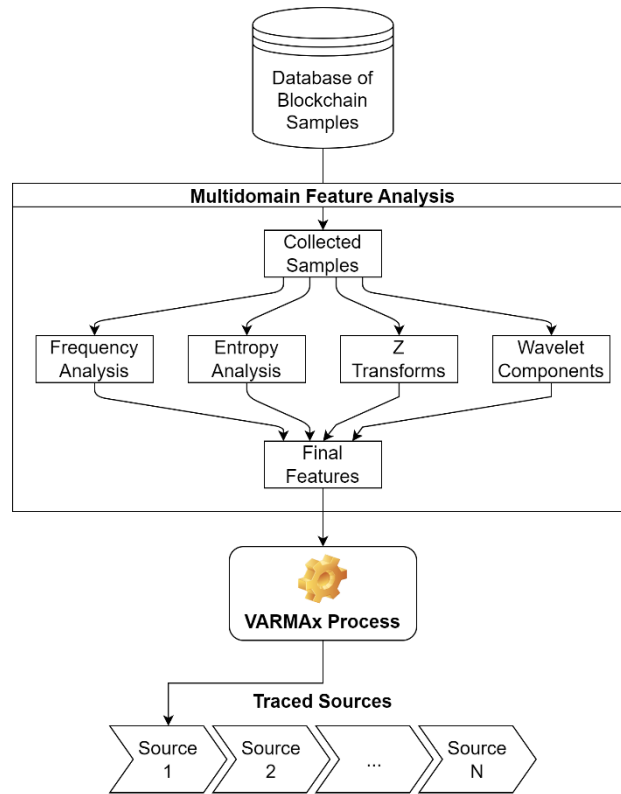 Database of
Blockchain
Samples
Multidomain Feature Analysis
Collected
Samples
Frequency
Analysis
Entropy
Analysis
Z
Transforms
Wavelet
Components
Final
Features
VARMAx Process
Traced Sources
Source
1
Source
2
...
Source
N